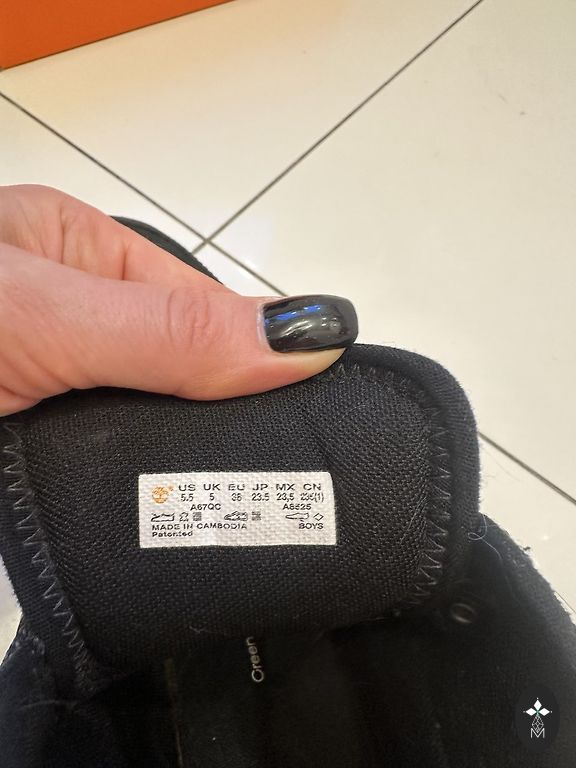 US UK EU JP MX CN
5.5 5 38 23.5 23,5 235(1)
A67QC A8525
MADE IN CAMBODIA BOYS
Patented
Green
M